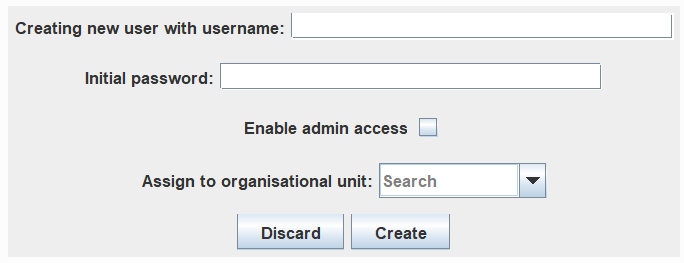 Creating new user with username:
Initial password:
Enable admin access
Assign to organisational unit: Search
Discard Create